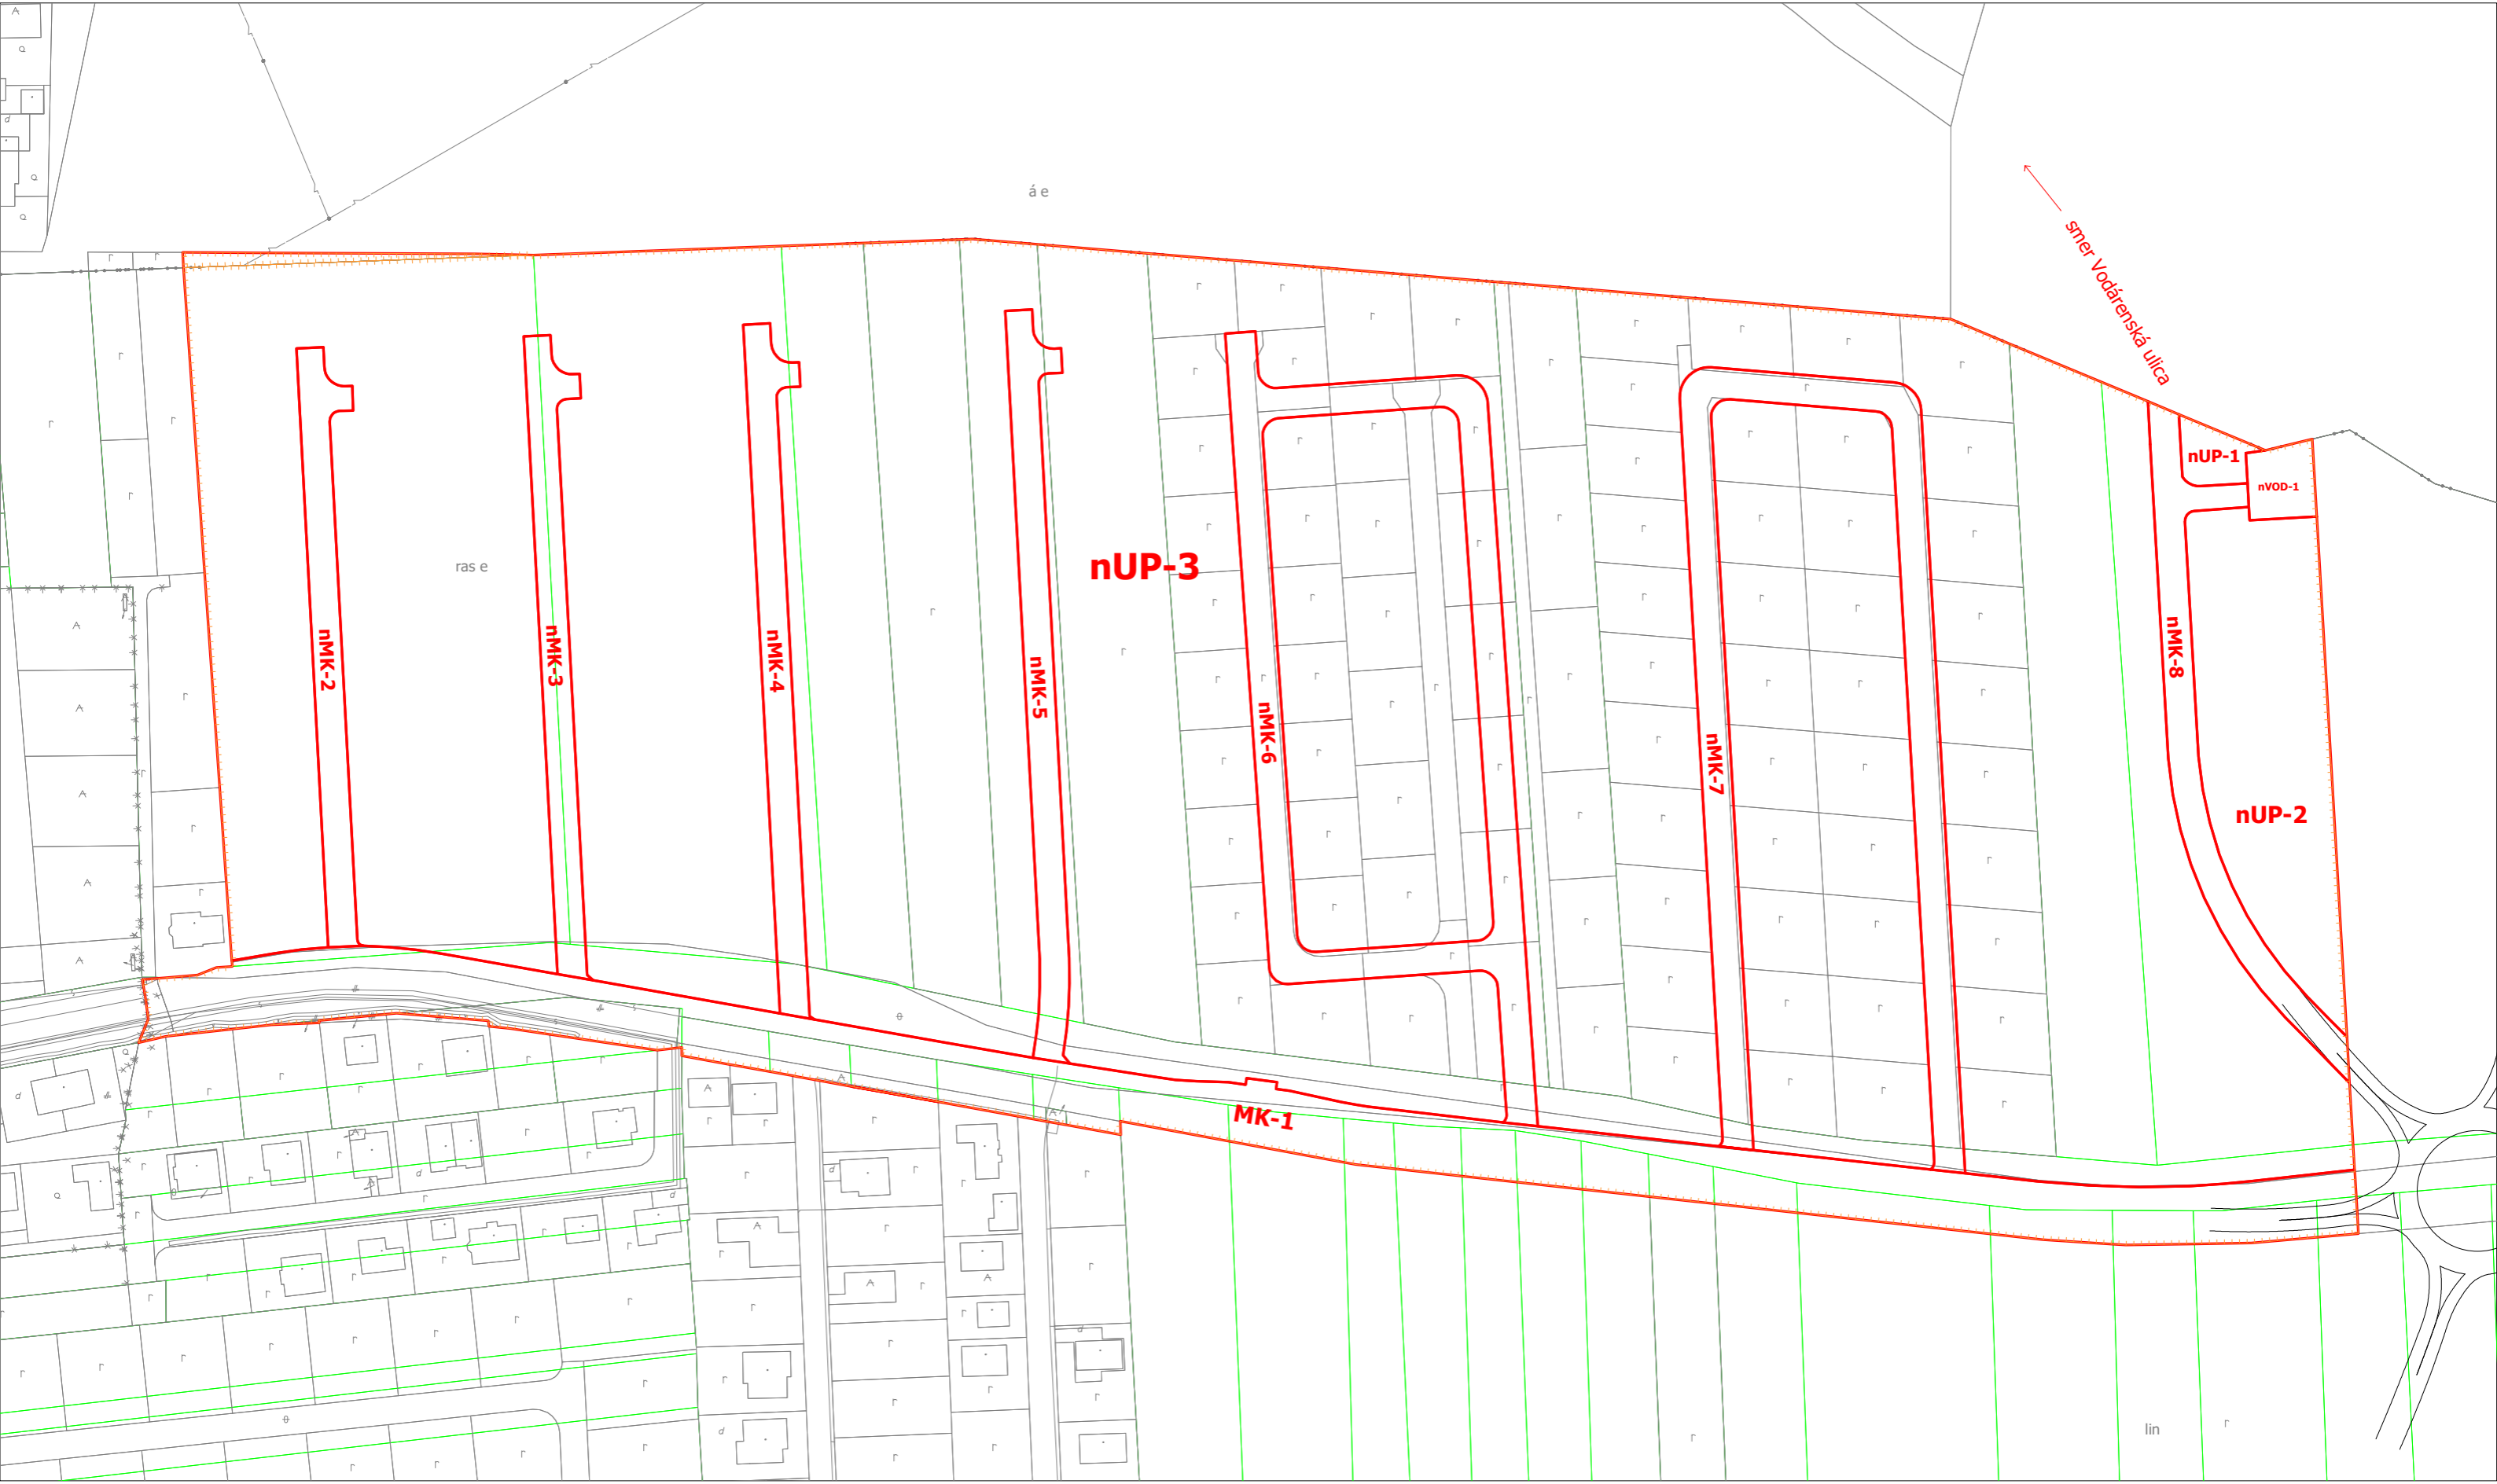 á e
smer Vodárenská ulica
nUP-1
nVOD-1
ras e
nUP-3
nMK-2
nMK-3
nMK-4
nMK-5
nMK-6
nMK-7
nMK-8
nUP-2
MK-1
lin